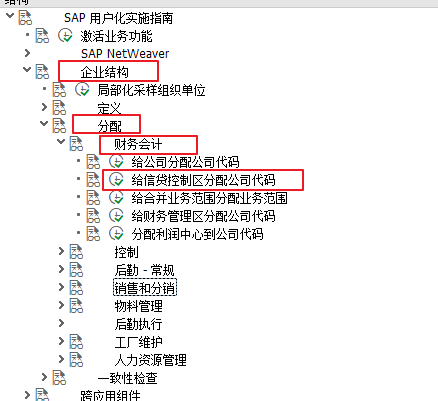 SAP 用户化实施指南
激活业务功能
SAP NetWeaver
企业结构
局部化采样组织单位
定义
分配
财务会计
给公司分配公司代码
给信贷控制区分配公司代码
给合并业务范围分配业务范围
给财务管理区分配公司代码
分配利润中心到公司代码
控制
后勤 - 常规
销售和分销
物料管理
后勤执行
工厂维护
人力资源管理
一致性检查
跨应用组件